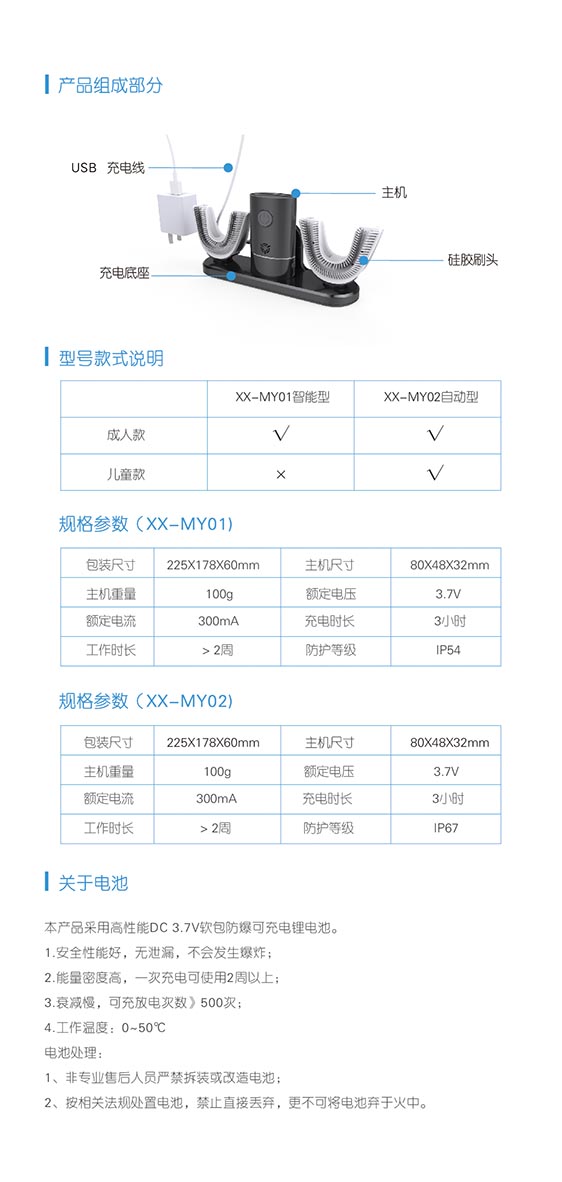 产品组成部分
USB 充电线
主机
硅胶刷头
充电底座
型号款式说明
XX-MY01智能型 XX-MY02自动型
成人款 √ √
儿童款 × √
规格参数（XX-MY01)
包装尺寸 225X178X60mm 主机尺寸 80X48X32mm
主机重量 100g 额定电压 3.7V
额定电流 300mA 充电时长 3小时
工作时长 > 2周 防护等级 IP54
规格参数（XX-MY02)
包装尺寸 225X178X60mm 主机尺寸 80X48X32mm
主机重量 100g 额定电压 3.7V
额定电流 300mA 充电时长 3小时
工作时长 > 2周 防护等级 IP67
关于电池
本产品采用高性能DC 3.7V软包防爆可充电锂电池。
1.安全性能好，无泄漏，不会发生爆炸；
2.能量密度高，一次充电可使用2周以上；
3.衰减慢，可充放电次数》500次；
4.工作温度：0~50℃
电池处理：
1、非专业售后人员严禁拆装或改造电池；
2、按相关法规处置电池，禁止直接丢弃，更不可将电池弃于火中。